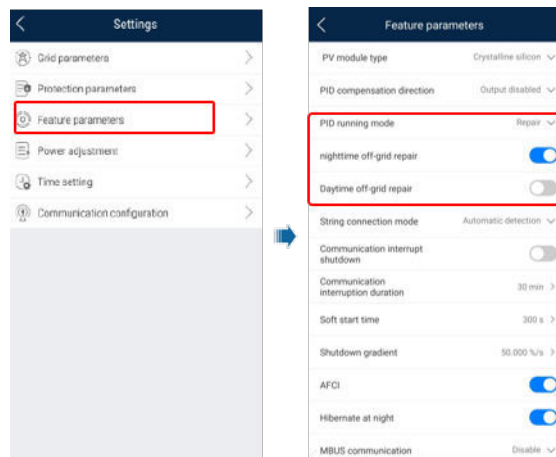 Settings
Grid parameters
Protection parameters
Feature parameters
Power adjustment
Time setting
Communication configuration
Feature parameters
PV module type Crystalline silicon
PID compensation direction Output disabled
PID running mode Repair
nighttime off-grid repair
Daytime off-grid repair
String connection mode Automatic detection
Communication interrupt
shutdown
Communication
interruption duration 30 min
Soft start time 300 s
Shutdown gradient 50.000 %/s
AFCI
Hibernate at night
MBUS communication Disable